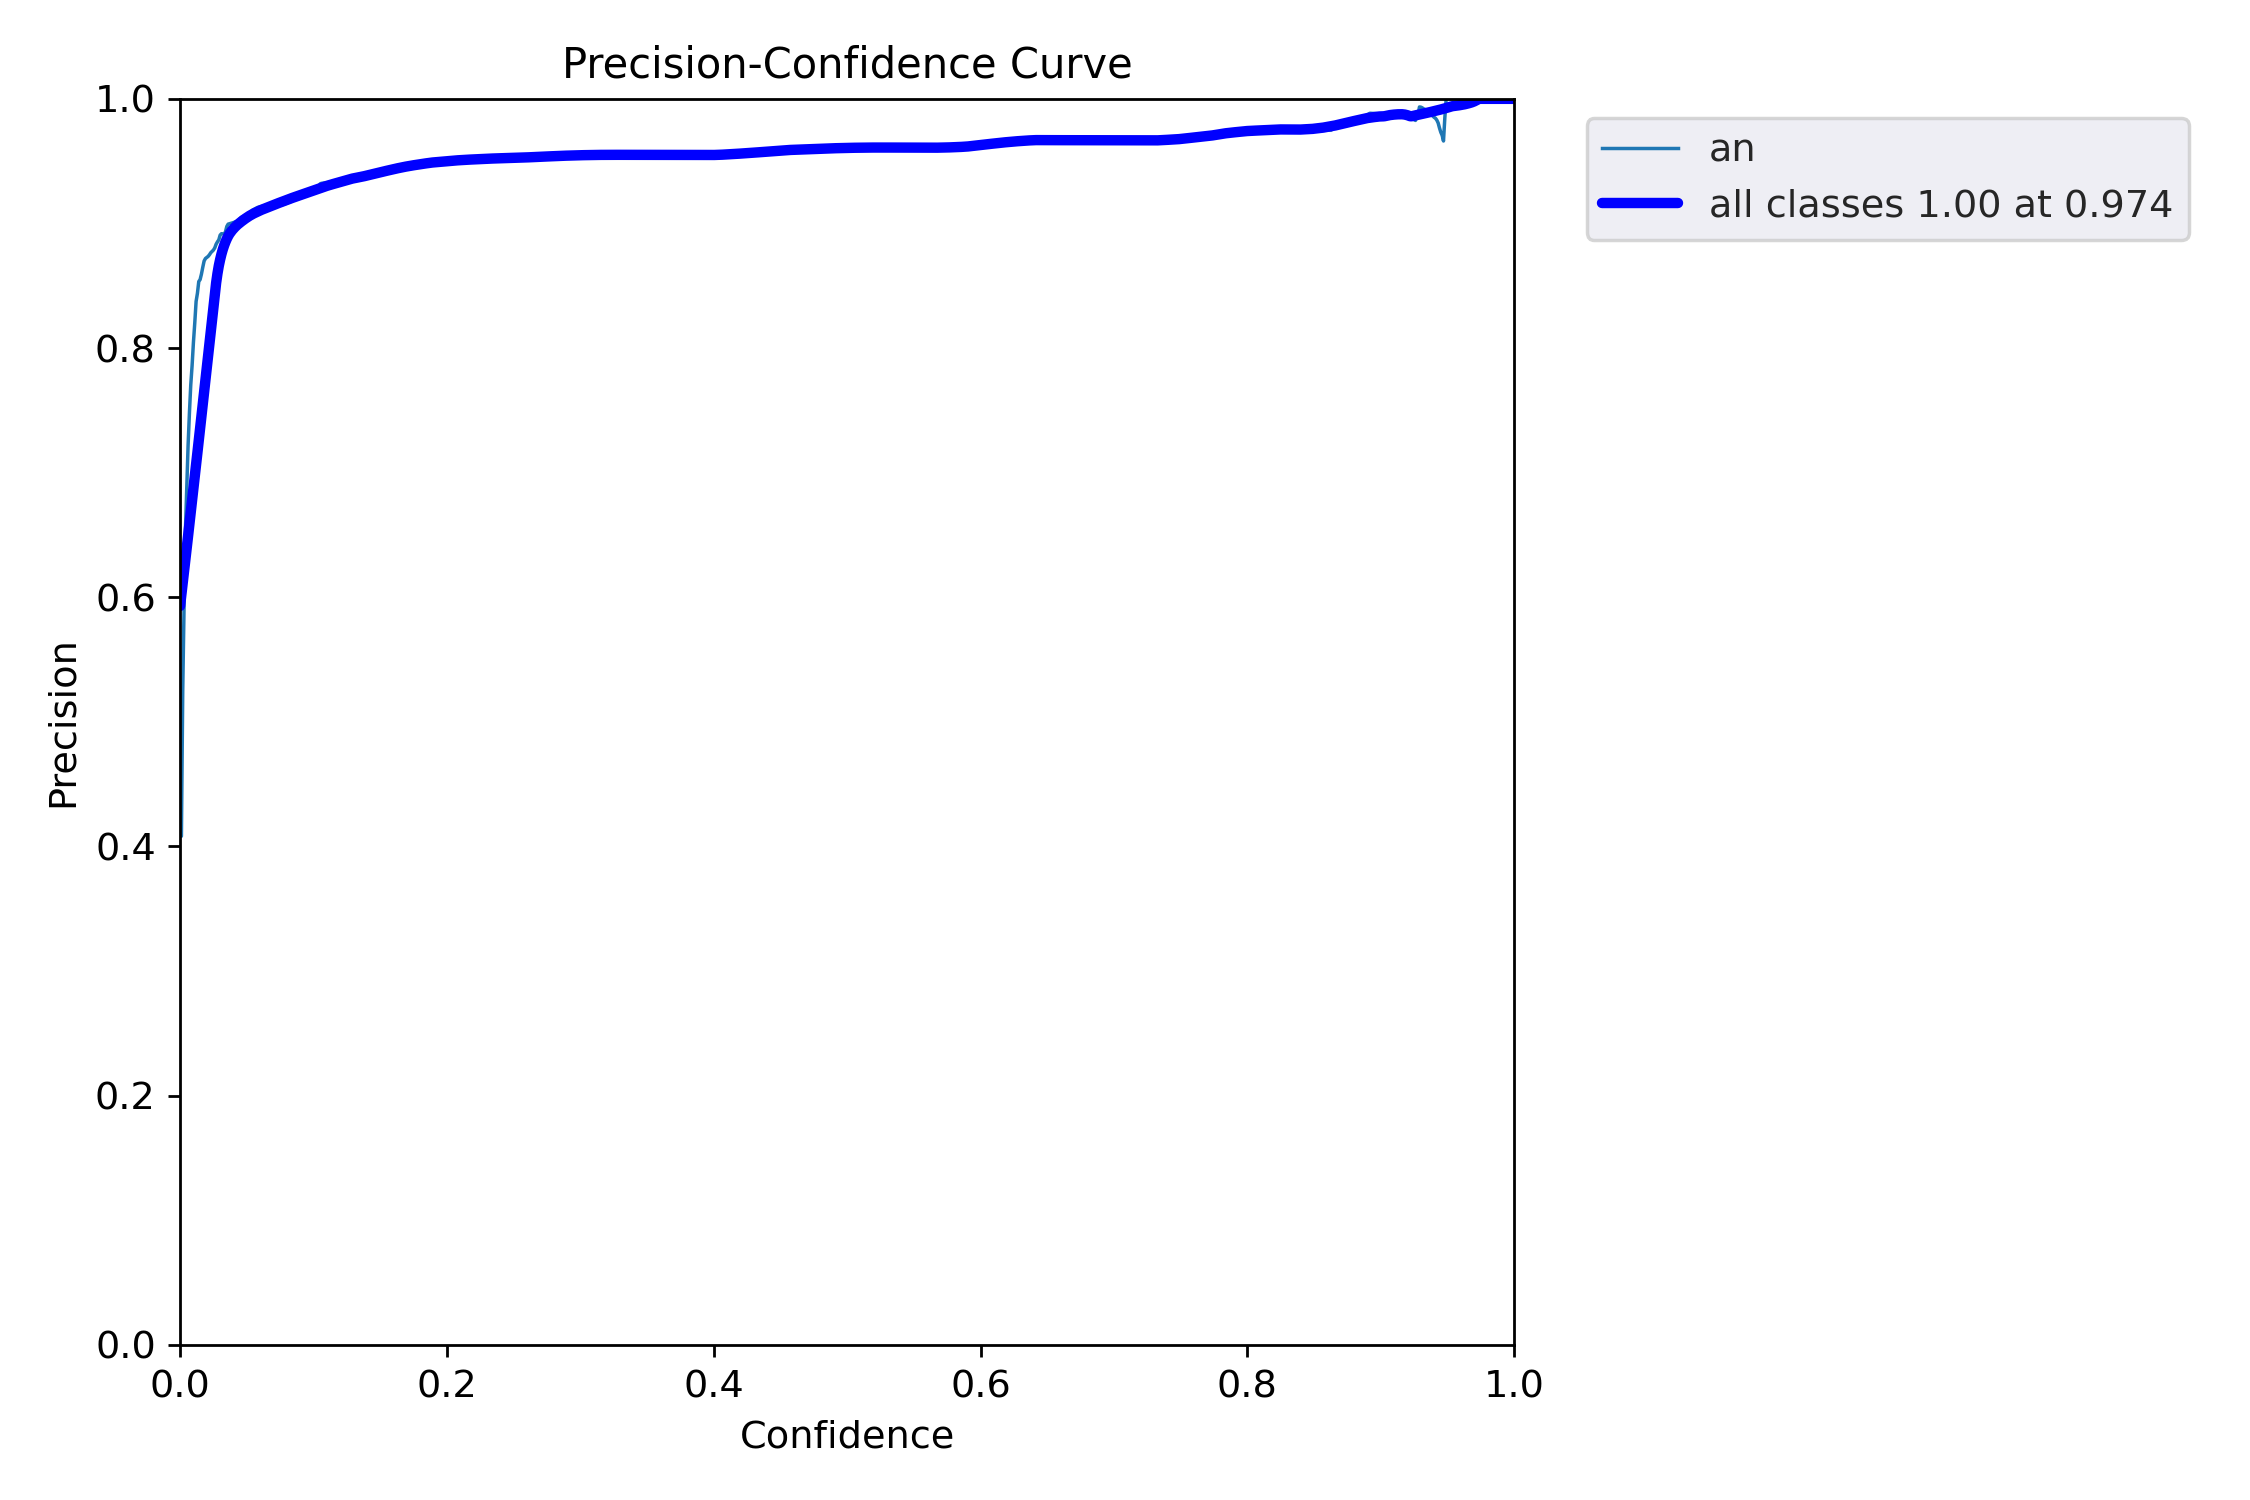 Precision-Confidence Curve
1.0
0.8
0.6
0.4
0.2
0.0
Precision
0.0 0.2 0.4 0.6 0.8 1.0
Confidence
an
all classes 1.00 at 0.974